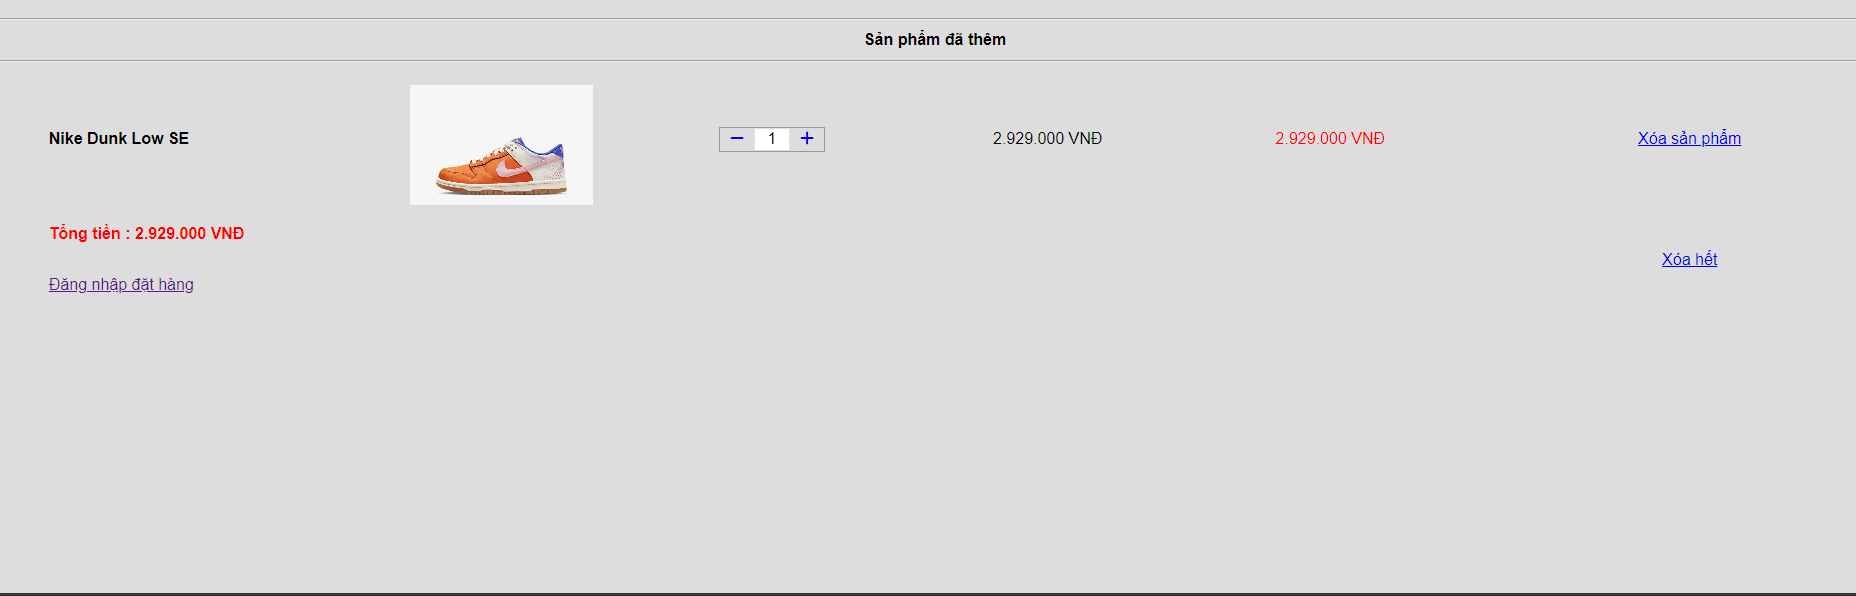 Sản phẩm đã thêm
Nike Dunk Low SE − 1 + 2.929.000 VNĐ 2.929.000 VNĐ Xóa sản phẩm
Tổng tiền : 2.929.000 VNĐ
Xóa hết
Đăng nhập đặt hàng